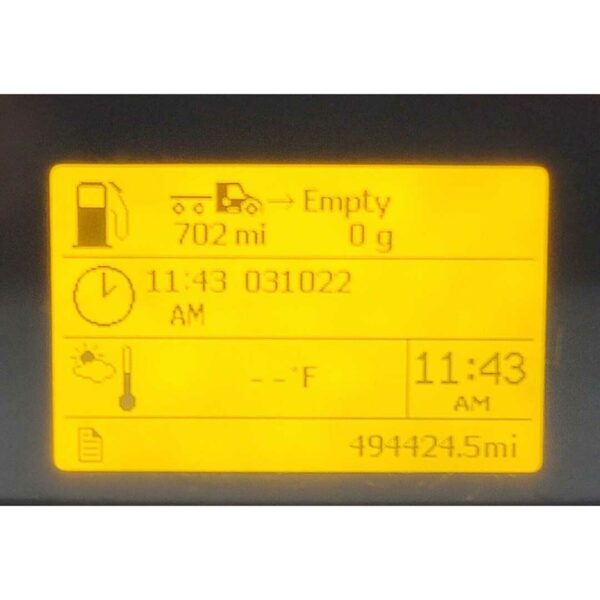 → Empty
702 mi 0 g
11:43 031022
AM
--°F
11:43
AM
494424.5mi